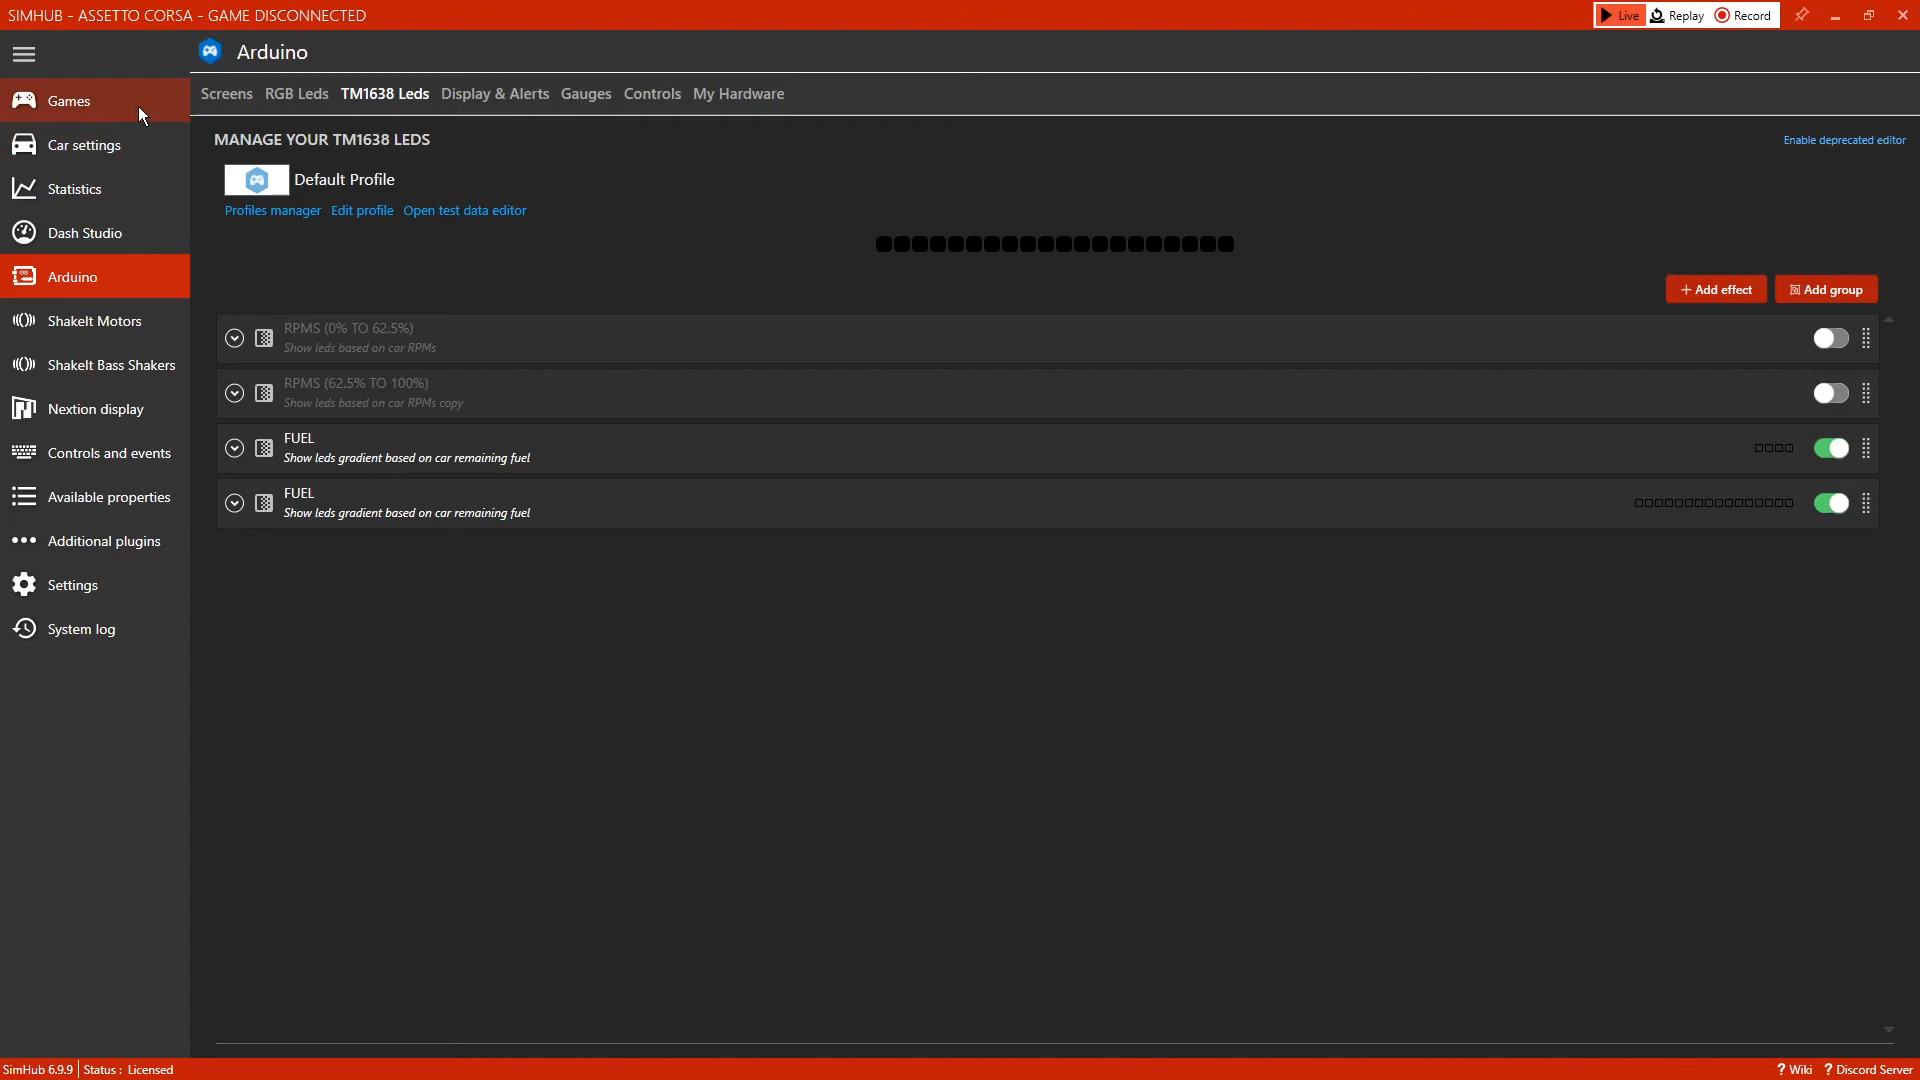 SIMHUB - ASSETTO CORSA - GAME DISCONNECTED
Live
Replay
Record
Arduino
Games
Car settings
Statistics
Dash Studio
Arduino
ShakeIt Motors
ShakeIt Bass Shakers
Nextion display
Controls and events
Available properties
Additional plugins
Settings
System log
Screens
RGB Leds
TM1638 Leds
Display & Alerts
Gauges
Controls
My Hardware
MANAGE YOUR TM1638 LEDS
Enable deprecated editor
Default Profile
Profiles manager
Edit profile
Open test data editor
Add effect
Add group
RPMS (0% TO 62.5%)
Show leds based on car RPMs
RPMS (62.5% TO 100%)
Show leds based on car RPMs copy
FUEL
Show leds gradient based on car remaining fuel
FUEL
Show leds gradient based on car remaining fuel
SimHub 6.9.9
Status : Licensed
? Wiki
? Discord Server